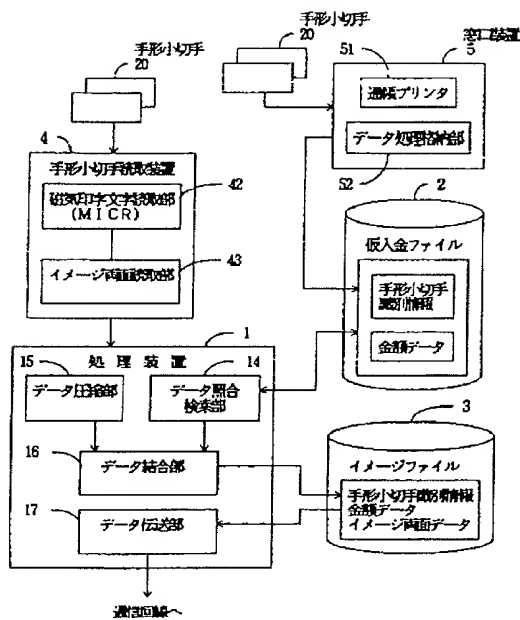 手形小切手
20
手形小切手
20
窓口装置
5
51
通帳プリンタ
データ処理格納部
52
4
手形小切手読取装置
42
磁気印字文字読取部
(MICR)
43
イメージ両面読取部
2
仮入金ファイル
手形小切手
識別情報
金額データ
1
処 理 装 置
15
データ圧縮部
14
データ照合
検索部
16
データ結合部
17
データ伝送部
通信回線へ
3
イメージファイル
手形小切手識別情報
金額データ
イメージ両面データ